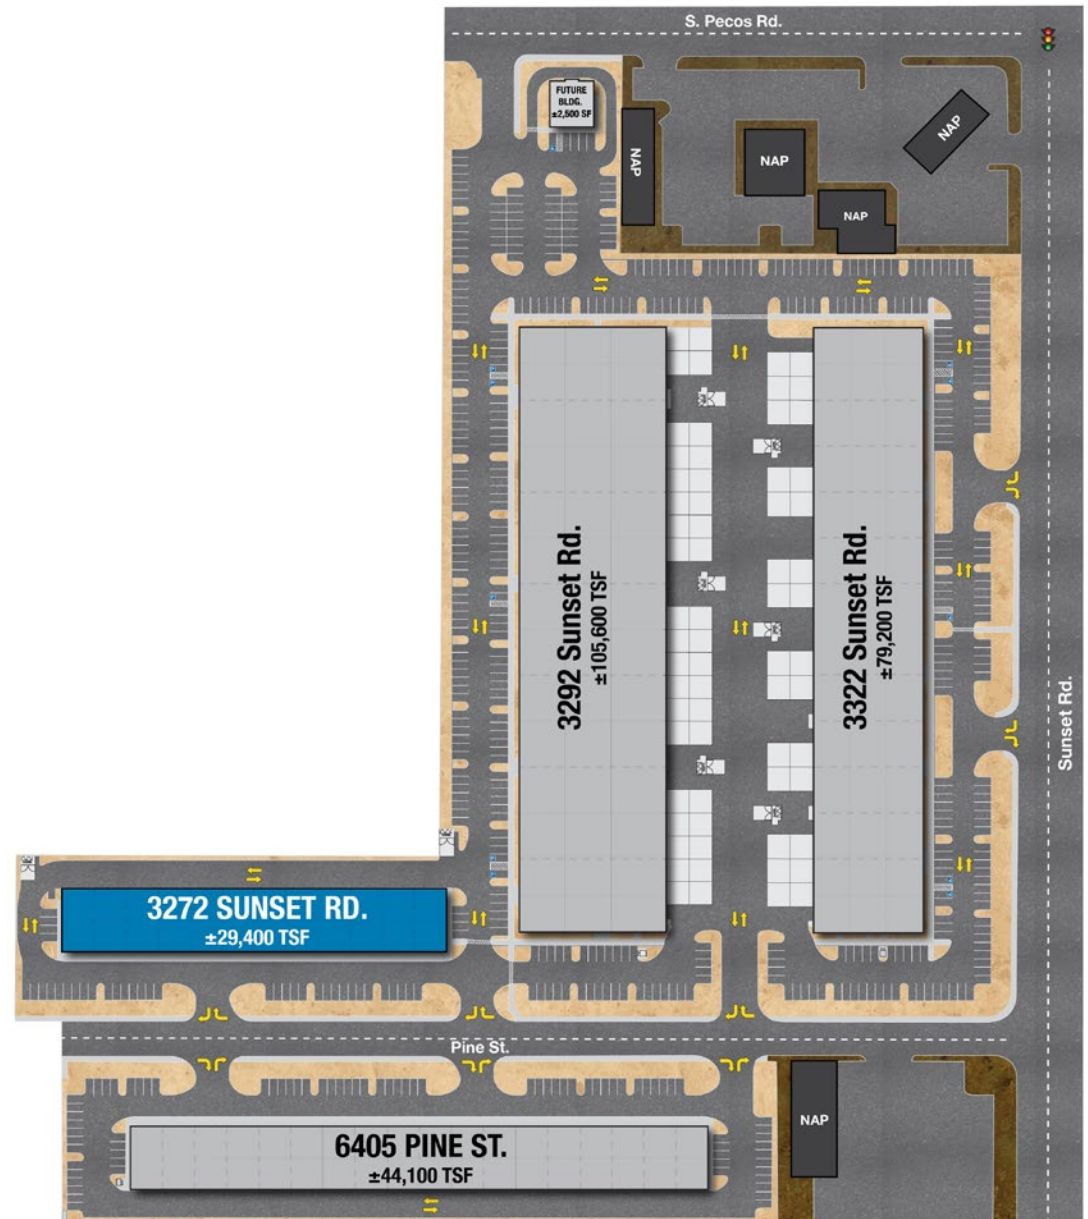 S. Pecos Rd.
FUTURE
BLDG.
±2,500 SF
NAP
NAP
NAP
NAP
3292 Sunset Rd.
±105,600 TSF
3322 Sunset Rd.
±79,200 TSF
Sunset Rd.
3272 SUNSET RD.
±29,400 TSF
Pine St.
NAP
6405 PINE ST.
±44,100 TSF